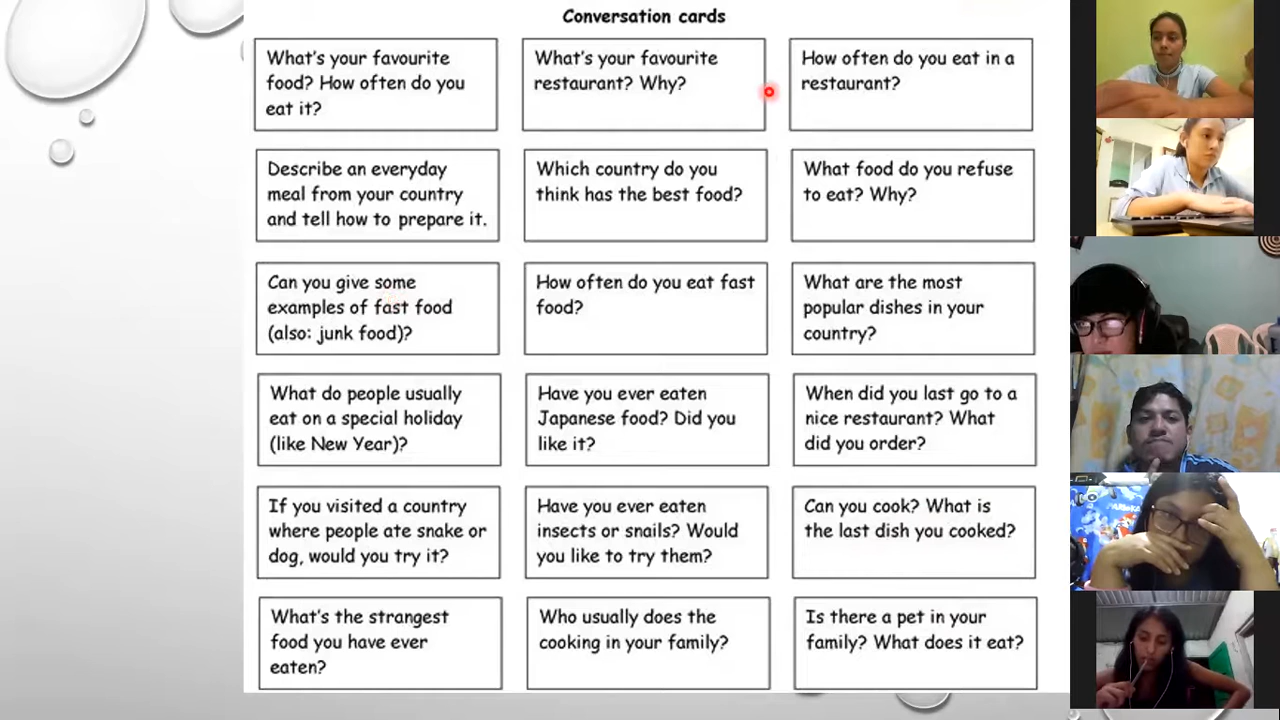 Conversation cards
What's your favourite
food? How often do you
eat it?
What's your favourite
restaurant? Why?
How often do you eat in a
restaurant?
Describe an everyday
meal from your country
and tell how to prepare it.
Which country do you
think has the best food?
What food do you refuse
to eat? Why?
Can you give some
examples of fast food
(also: junk food)?
How often do you eat fast
food?
What are the most
popular dishes in your
country?
What do people usually
eat on a special holiday
(like New Year)?
Have you ever eaten
Japanese food? Did you
like it?
When did you last go to a
nice restaurant? What
did you order?
If you visited a country
where people ate snake or
dog, would you try it?
Have you ever eaten
insects or snails? Would
you like to try them?
Can you cook? What is
the last dish you cooked?
What's the strangest
food you have ever
eaten?
Who usually does the
cooking in your family?
Is there a pet in your
family? What does it eat?